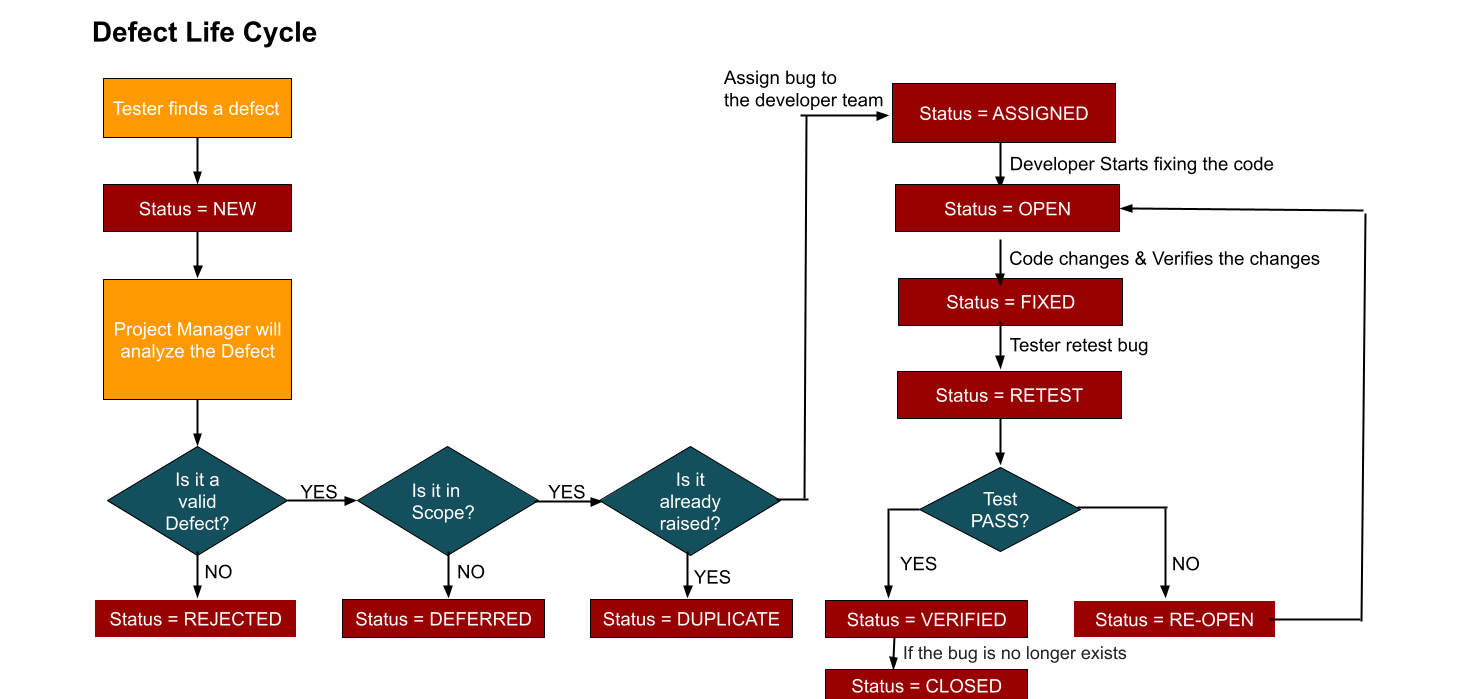 Defect Life Cycle
Tester finds a defect
Status = NEW
Project Manager will
analyze the Defect
Is it a
valid
Defect?
YES
NO
Status = REJECTED
Is it in
Scope?
YES
NO
Status = DEFERRED
Is it
already
raised?
YES
Status = DUPLICATE
Assign bug to
the developer team
Status = ASSIGNED
Developer Starts fixing the code
Status = OPEN
Code changes & Verifies the changes
Status = FIXED
Tester retest bug
Status = RETEST
Test
PASS?
YES
NO
Status = VERIFIED
Status = RE-OPEN
If the bug is no longer exists
Status = CLOSED